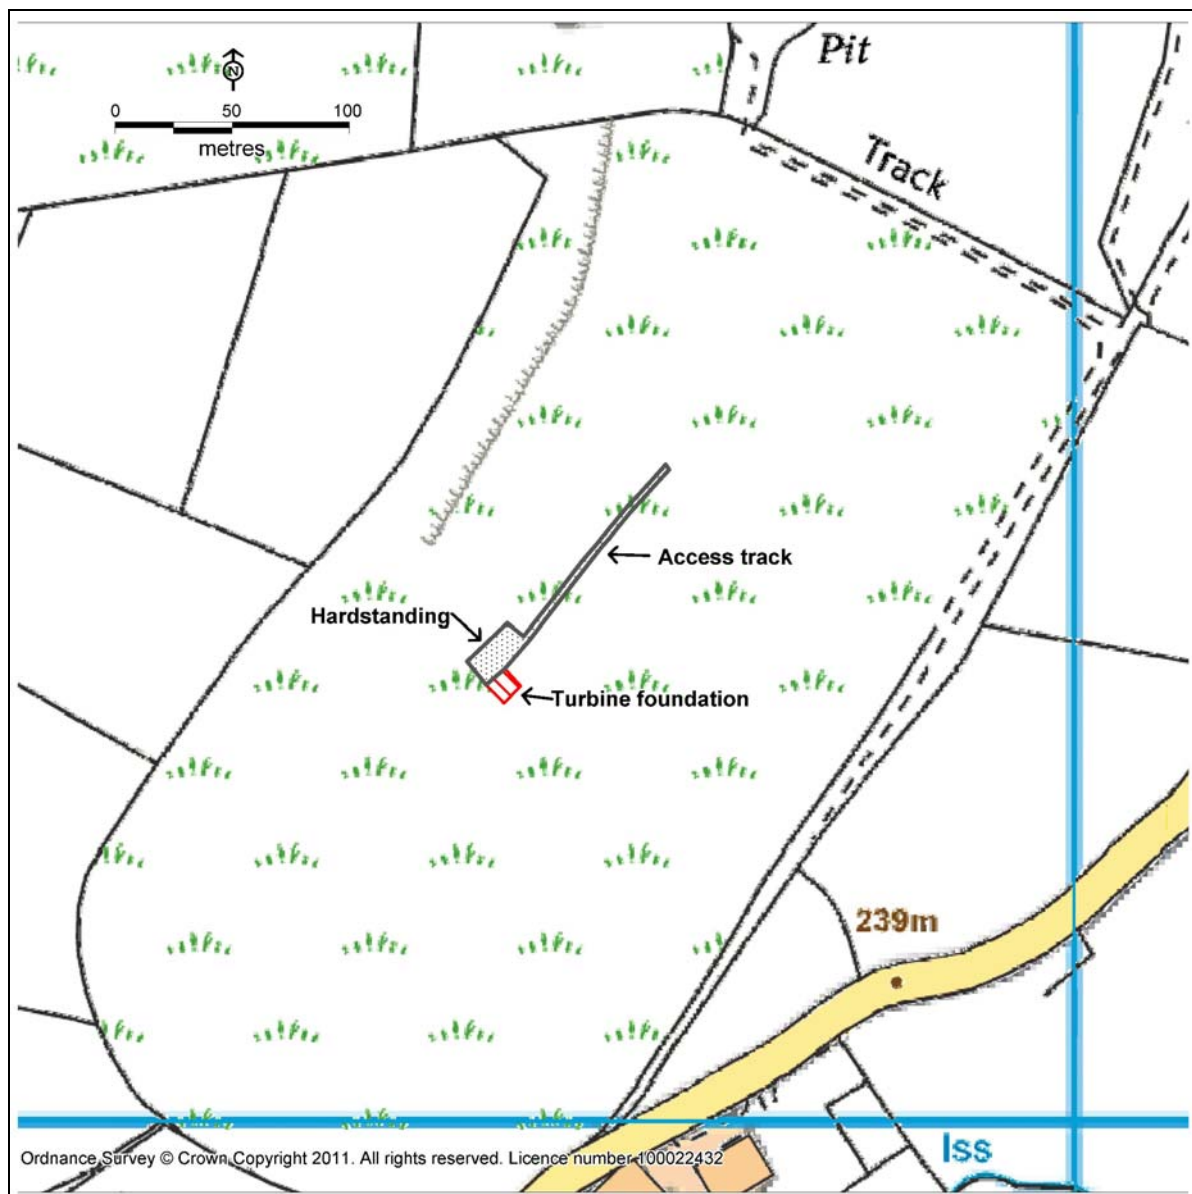 Pit
N
0 50 100
metres
Track
Access track
Hardstanding
Turbine foundation
239m
Iss
Ordnance Survey © Crown Copyright 2011. All rights reserved. Licence number 100022432